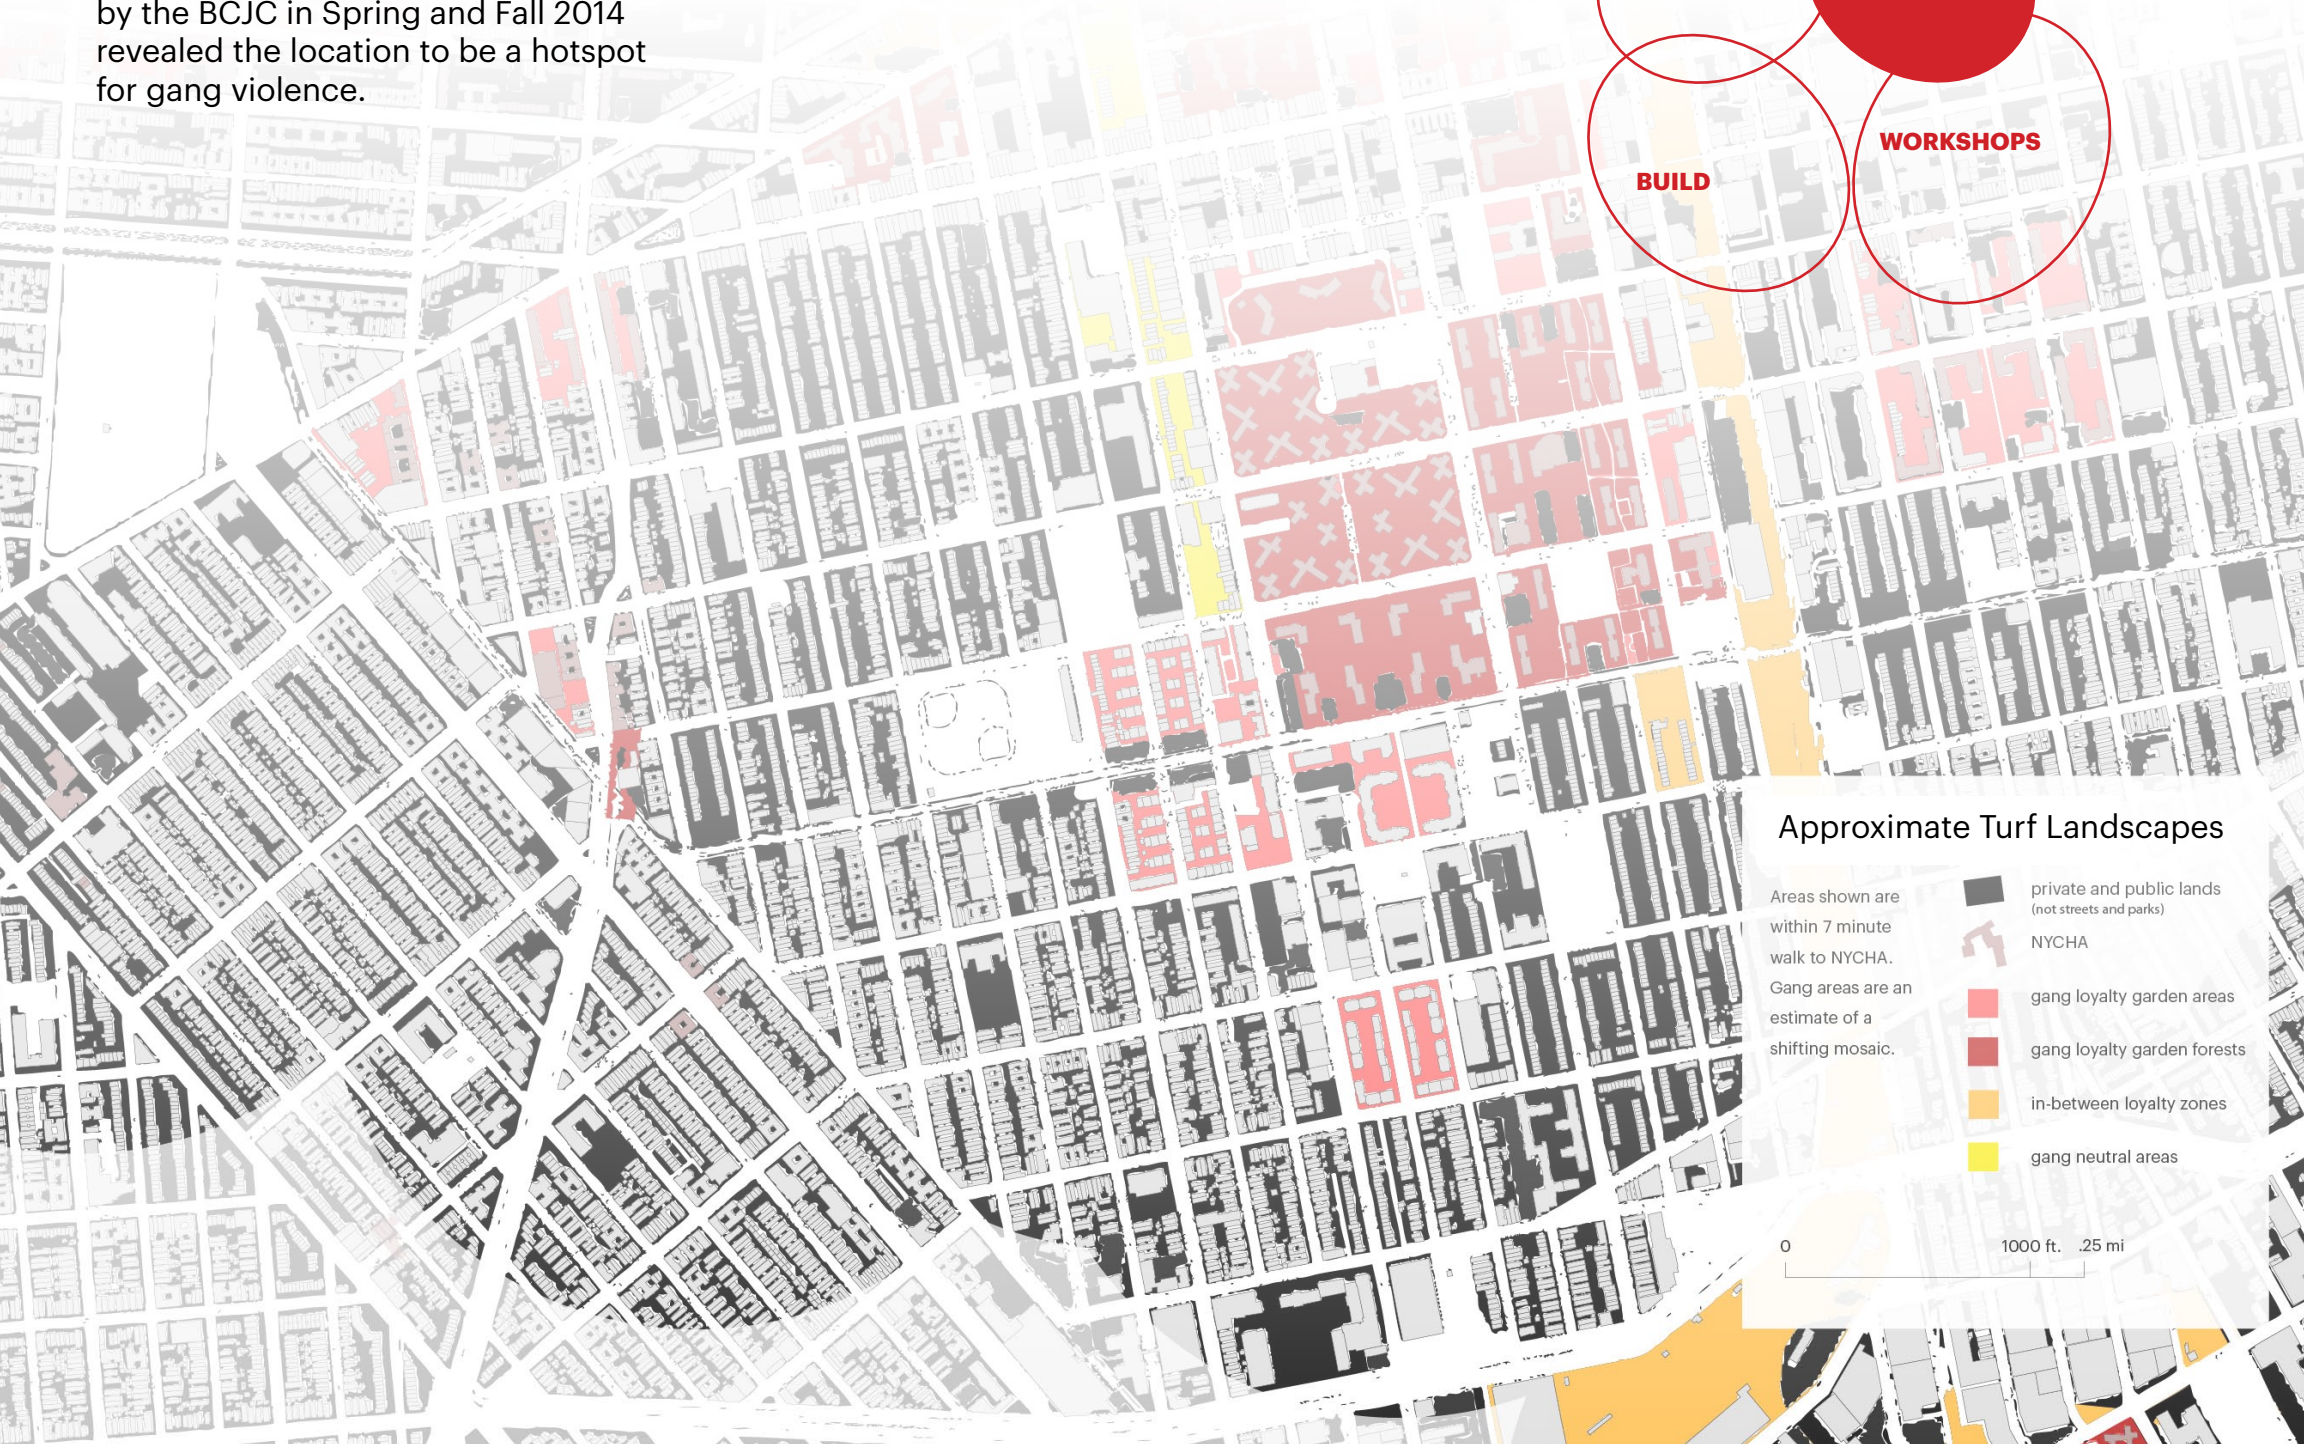 by the BCJC in Spring and Fall 2014
revealed the location to be a hotspot
for gang violence.
WORKSHOPS
BUILD
Approximate Turf Landscapes
Areas shown are
within 7 minute
walk to NYCHA.
Gang areas are an
estimate of a
shifting mosaic.
private and public lands
(not streets and parks)
NYCHA
gang loyalty garden areas
gang loyalty garden forests
in-between loyalty zones
gang neutral areas
0
1000 ft.
.25 mi